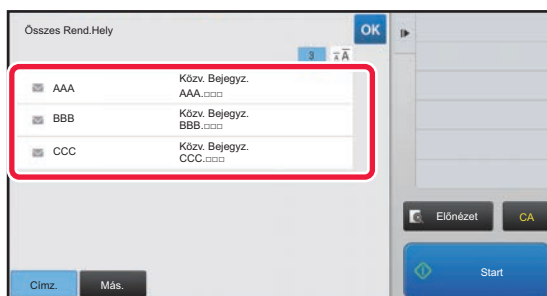 Összes Rend.Hely
OK
3
A A
AAA
Közv. Bejegyz.
AAA.□□□
BBB
Közv. Bejegyz.
BBB.□□□
CCC
Közv. Bejegyz.
CCC.□□□
Előnézet
CA
Start
Címz.
Más.